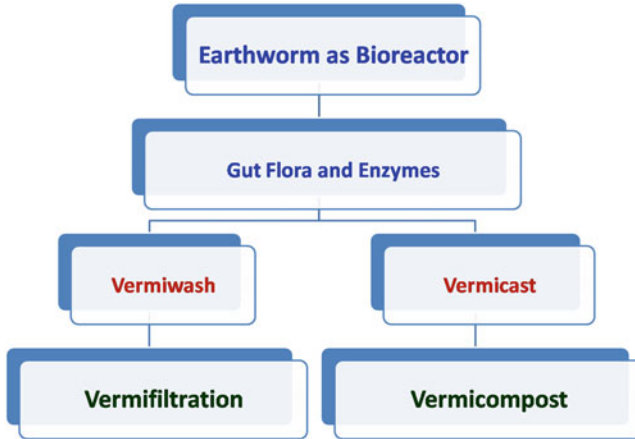 Earthworm as Bioreactor
Gut Flora and Enzymes
Vermiwash
Vermicast
Vermifiltration
Vermicompost